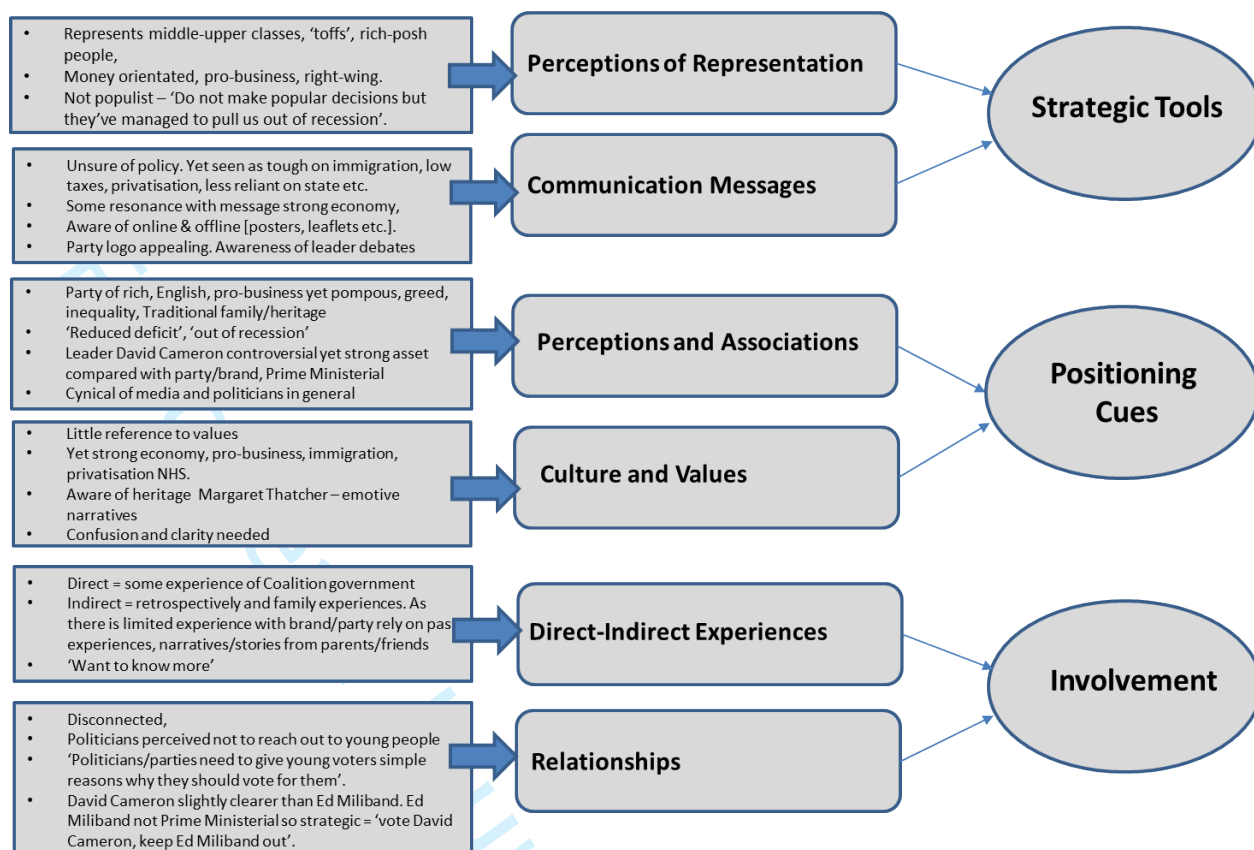 • Represents middle-upper classes, ‘toffs’, rich-posh
people,
• Money orientated, pro-business, right-wing.
• Not populist – ‘Do not make popular decisions but
they’ve managed to pull us out of recession’.
Perceptions of Representation
Strategic Tools
• Unsure of policy. Yet seen as tough on immigration, low
taxes, privatisation, less reliant on state etc.
• Some resonance with message strong economy,
• Aware of online & offline [posters, leaflets etc.].
• Party logo appealing. Awareness of leader debates
Communication Messages
• Party of rich, English, pro-business yet pompous, greed,
inequality, Traditional family/heritage
• ‘Reduced deficit’, ‘out of recession’
• Leader David Cameron controversial yet strong asset
compared with party/brand, Prime Ministerial
• Cynical of media and politicians in general
Perceptions and Associations
Positioning
Cues
• Little reference to values
• Yet strong economy, pro-business, immigration,
privatisation NHS.
• Aware of heritage Margaret Thatcher – emotive
narratives
• Confusion and clarity needed
Culture and Values
• Direct = some experience of Coalition government
• Indirect = retrospectively and family experiences. As
there is limited experience with brand/party rely on pas
experiences, narratives/stories from parents/friends
• ‘Want to know more’
Direct-Indirect Experiences
Involvement
• Disconnected,
• Politicians perceived not to reach out to young people
• ‘Politicians/parties need to give young voters simple
reasons why they should vote for them’.
• David Cameron slightly clearer than Ed Miliband. Ed
Miliband not Prime Ministerial so strategic = ‘vote David
Cameron, keep Ed Miliband out’.
Relationships